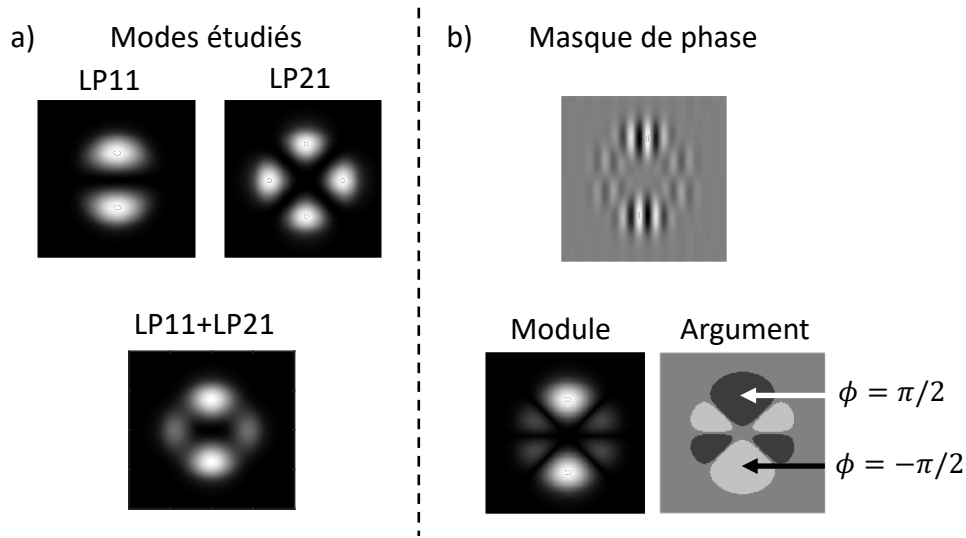 a) Modes étudiés
LP11 LP21
LP11+LP21
b) Masque de phase
Module Argument
ϕ = π/2
ϕ = −π/2